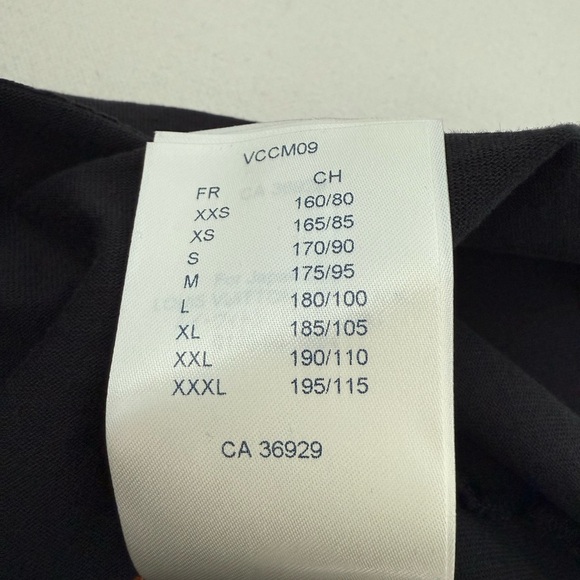 VCCM09
FR CH
XXS 160/80
XS 165/85
S 170/90
M 175/95
L 180/100
XL 185/105
XXL 190/110
XXXL 195/115
CA 36929